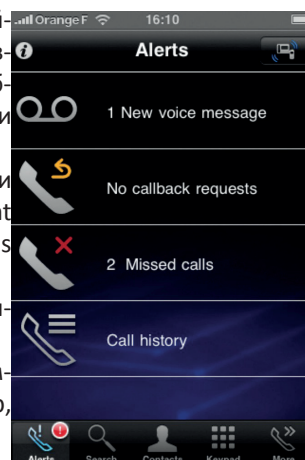 Orange F 16:10
Alerts
1 New voice message
No callback requests
2 Missed calls
Call history
Alerts Search Contacts Keypad More